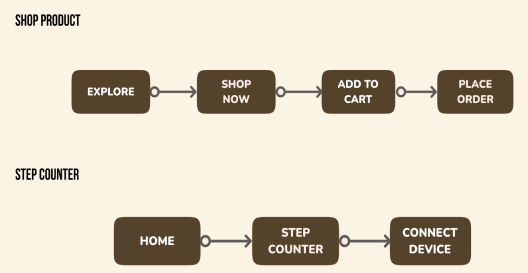 SHOP PRODUCT
EXPLORE
SHOP
NOW
ADD TO
CART
PLACE
ORDER
STEP COUNTER
HOME
STEP
COUNTER
CONNECT
DEVICE